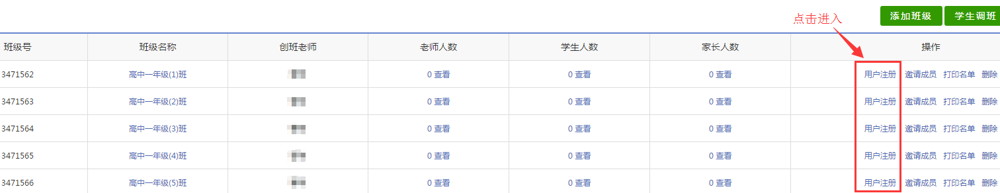 点击进入 添加班级 学生调班
班级号 班级名称 创班老师 老师人数 学生人数 家长人数 操作
3471562 高中一年级(1)班 0 查看 0 查看 0 查看 用户注册 邀请成员 打印名单 删除
3471563 高中一年级(2)班 0 查看 0 查看 0 查看 用户注册 邀请成员 打印名单 删除
3471564 高中一年级(3)班 0 查看 0 查看 0 查看 用户注册 邀请成员 打印名单 删除
3471565 高中一年级(4)班 0 查看 0 查看 0 查看 用户注册 邀请成员 打印名单 删除
3471566 高中一年级(5)班 0 查看 0 查看 0 查看 用户注册 邀请成员 打印名单 删除